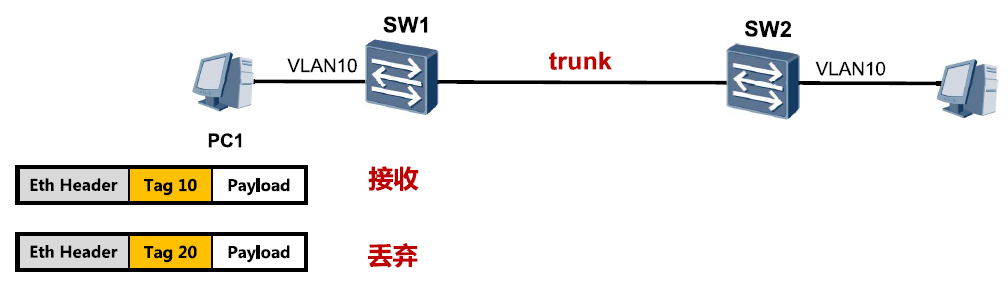 SW1
SW2
VLAN10
trunk
VLAN10
PC1
Eth Header Tag 10 Payload 接收
Eth Header Tag 20 Payload 丢弃